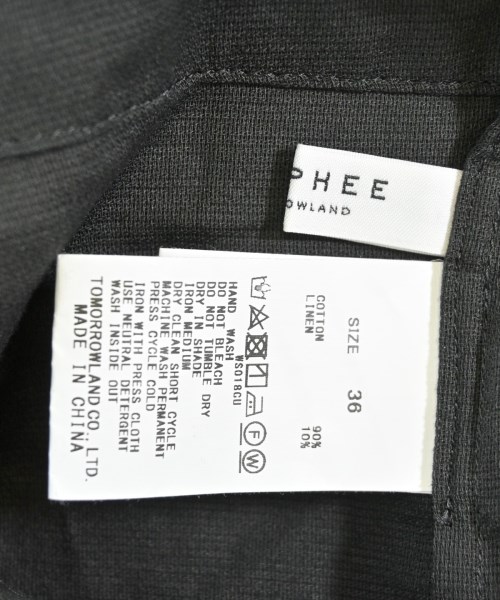 PHEE
OWLAND
SIZE 36
COTTON 90%
LINEN 10%
WS018CU
HAND WASH
DO NOT BLEACH
DO NOT TUMBLE DRY
DRY IN SHADE
IRON MEDIUM
DRY CLEAN SHORT CYCLE
MACHINE WASH PERMANENT
PRESS CYCLE COLD
IRON WITH PRESS CLOTH
USE NEUTRAL DETERGENT
WASH INSIDE OUT
TOMORROWLAND CO., LTD.
MADE IN CHINA
F
W